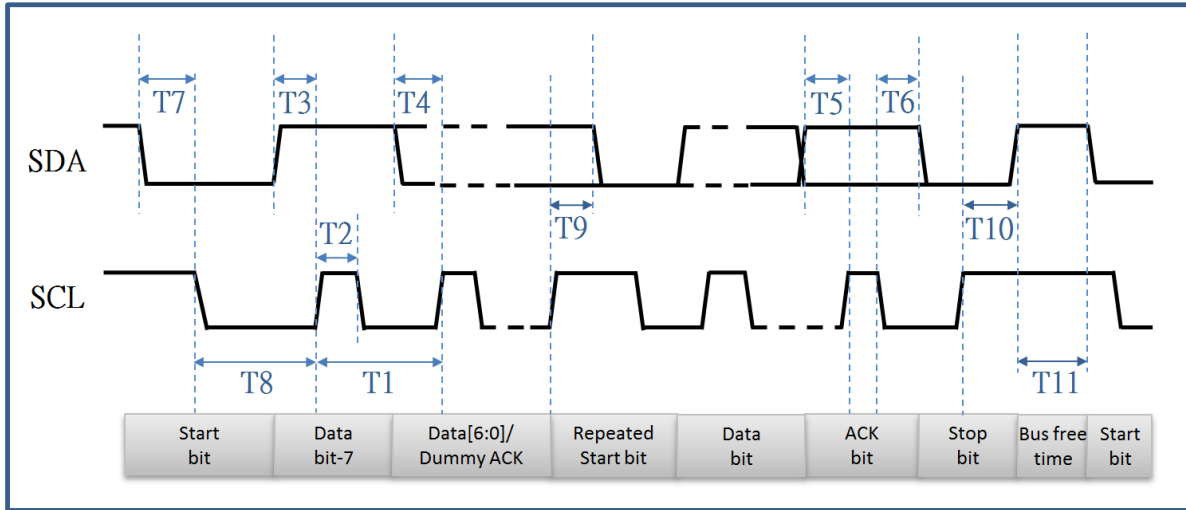 T7
T3
T4
T5
T6
SDA
T9
T10
T2
SCL
T8
T1
T11
Start
bit
Data
bit-7
Data[6:0]/
Dummy ACK
Repeated
Start bit
Data
bit
ACK
bit
Stop
bit
Bus free
time
Start
bit